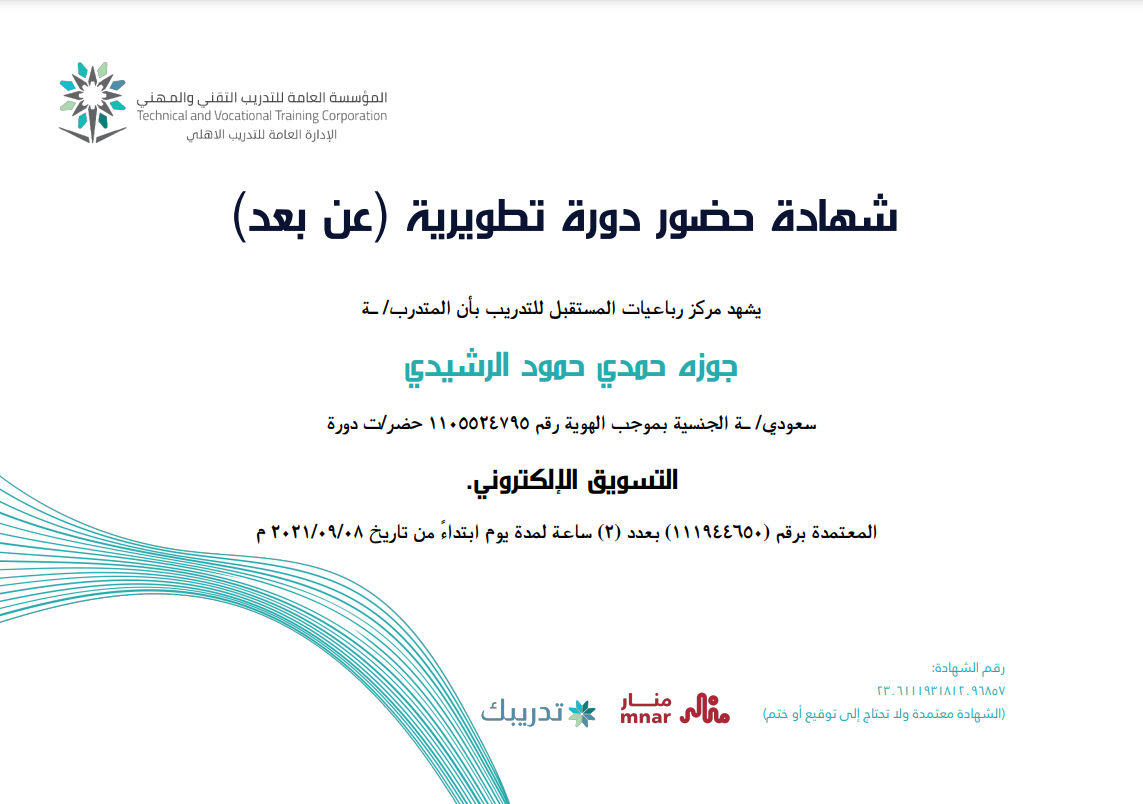 المؤسسة العامة للتدريب التقني والمهني
Technical and Vocational Training Corporation
الإدارة العامة للتدريب الاهلي
شهادة حضور دورة تطويرية (عن بعد)
يشهد مركز رباعيات المستقبل للتدريب بأن المتدرب/ ـة
جوزه حمدي حمود الرشيدي
سعودي/ ـة الجنسية بموجب الهوية رقم ١١٠٥٥٢٤٧٩٥ حضر/ت دورة
التسويق الإلكتروني.
المعتمدة برقم (١١١٩٤٤٦٥٠) بعدد (٢) ساعة لمدة يوم ابتداءً من تاريخ ٢٠٢١/٠٩/٠٨ م
رقم الشهادة:
٢٣.٦١١١٩٣١٨١٢.٩٦٨٥٧
(الشهادة معتمدة ولا تحتاج إلى توقيع أو ختم)
منار
mnar
تدريبك